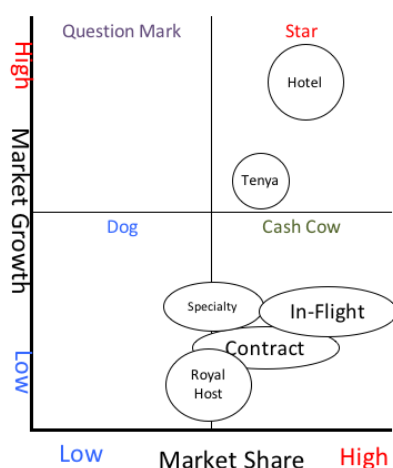 Question Mark
Star
High
Hotel
Market Growth
Tenya
Dog
Cash Cow
Specialty
In-Flight
Contract
Low
Royal
Host
Low
Market Share
High